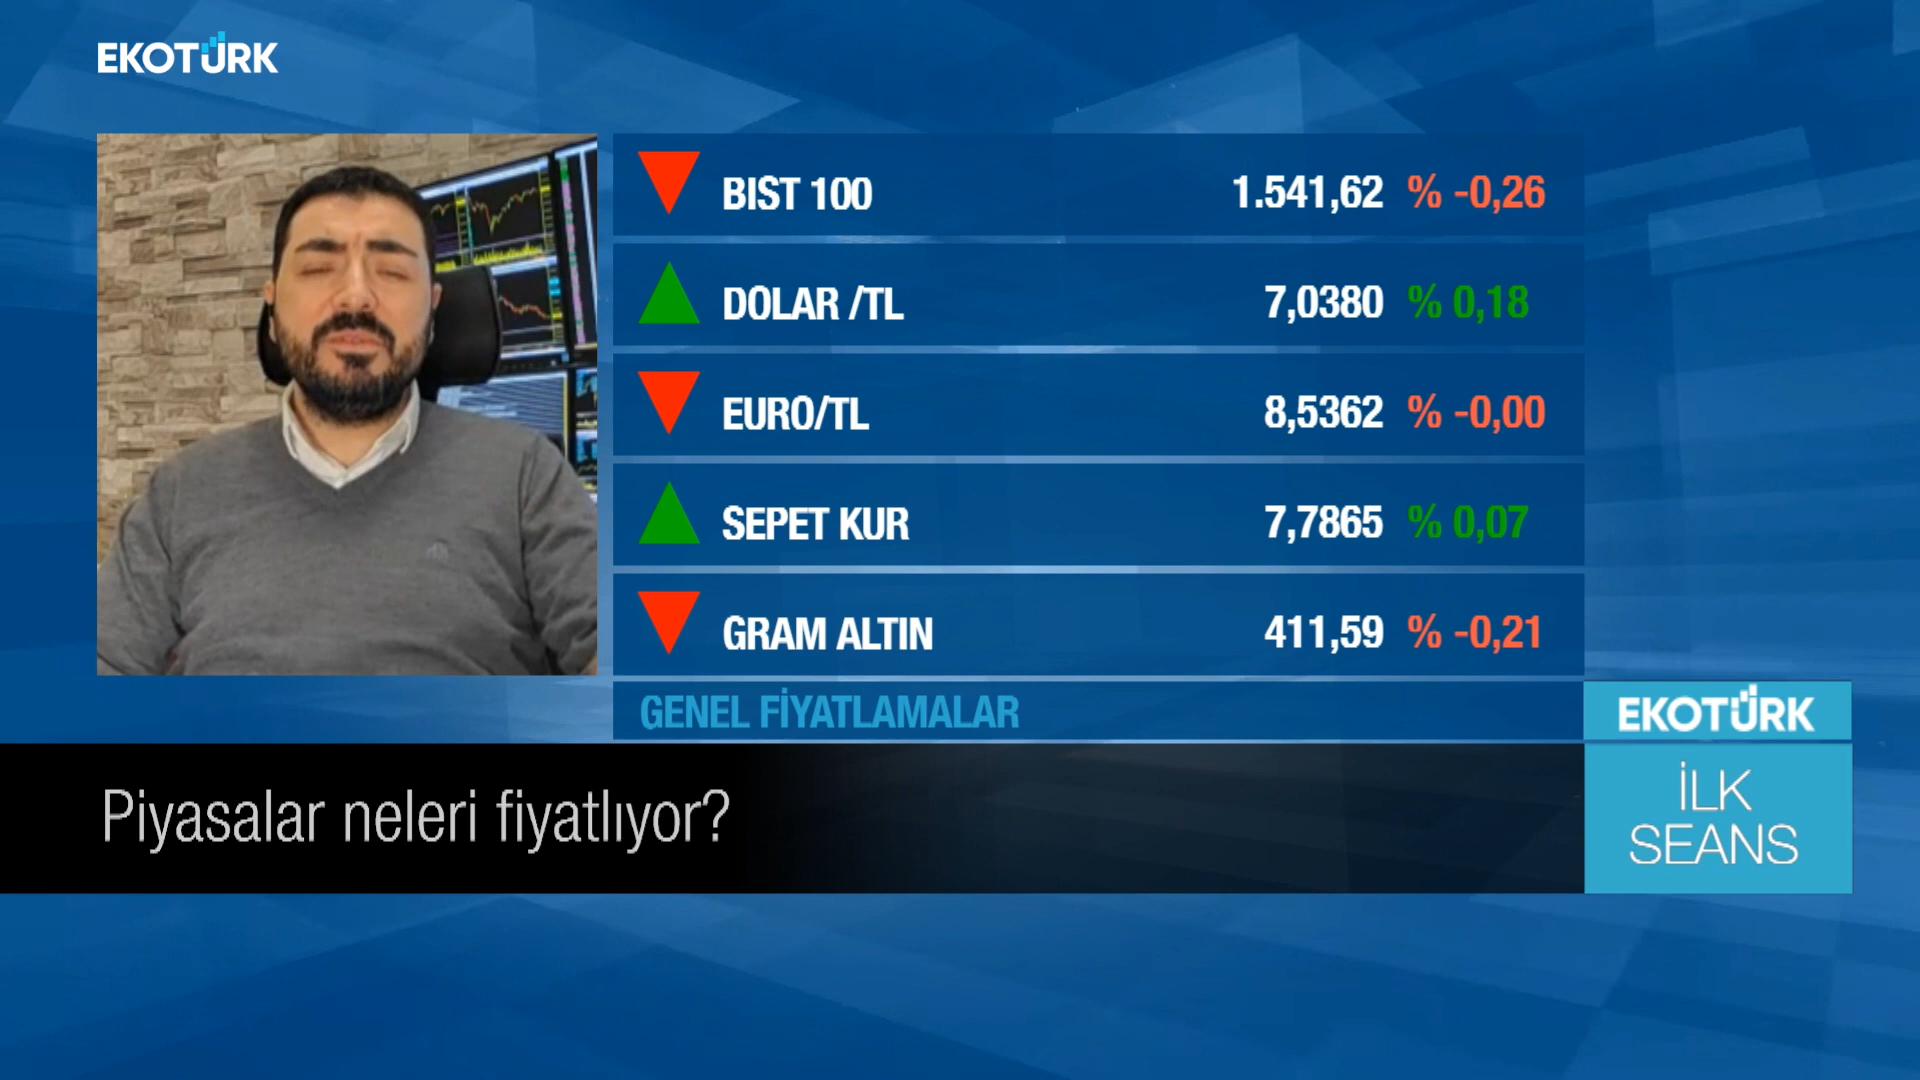 EKOTÜRK
BIST 100 1.541,62 % -0,26
DOLAR /TL 7,0380 % 0,18
EURO/TL 8,5362 % -0,00
SEPET KUR 7,7865 % 0,07
GRAM ALTIN 411,59 % -0,21
GENEL FİYATLAMALAR
EKOTÜRK
Piyasalar neleri fiyatlıyor?
İLK
SEANS